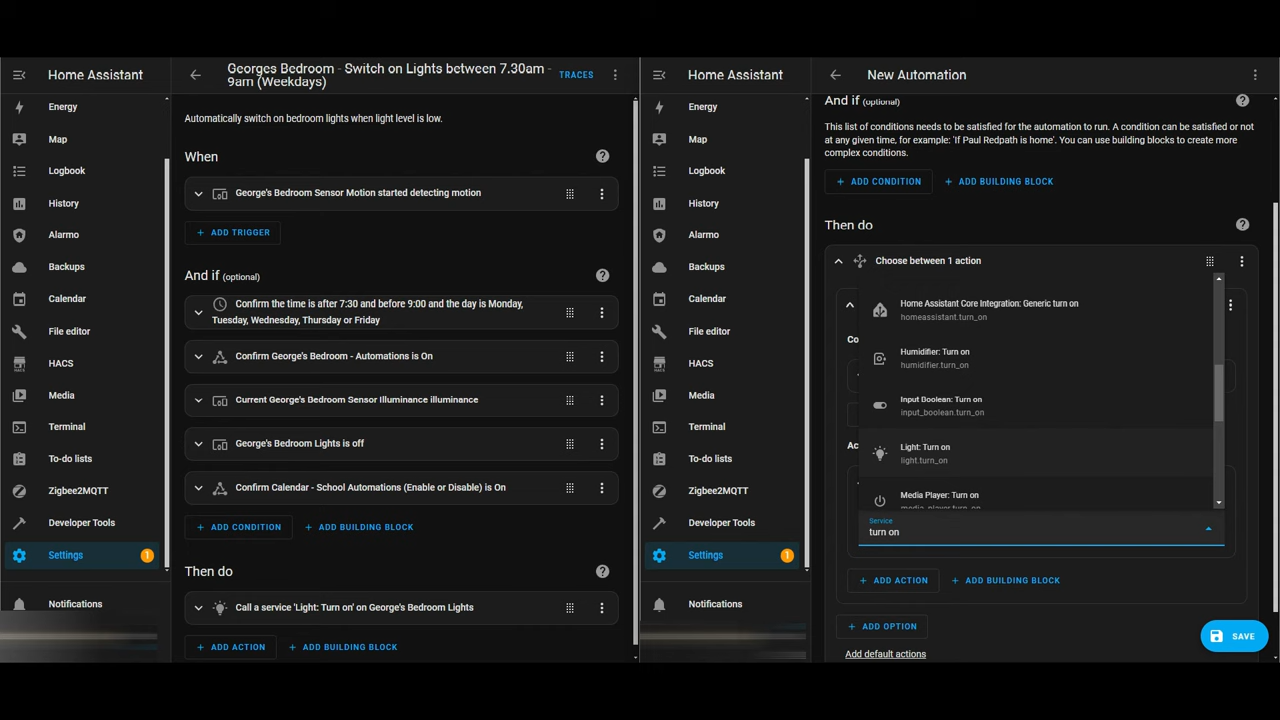 Home Assistant
Energy
Map
Logbook
History
Alarmo
Backups
Calendar
File editor
HACS
Media
Terminal
To-do lists
Zigbee2MQTT
Developer Tools
Settings
1
Notifications
Georges Bedroom - Switch on Lights between 7.30am -
9am (Weekdays)
TRACES
Automatically switch on bedroom lights when light level is low.
When
George's Bedroom Sensor Motion started detecting motion
+ ADD TRIGGER
And if (optional)
Confirm the time is after 7:30 and before 9:00 and the day is Monday,
Tuesday, Wednesday, Thursday or Friday
Confirm George's Bedroom - Automations is On
Current George's Bedroom Sensor Illuminance illuminance
George's Bedroom Lights is off
Confirm Calendar - School Automations (Enable or Disable) is On
+ ADD CONDITION + ADD BUILDING BLOCK
Then do
Call a service 'Light: Turn on' on George's Bedroom Lights
+ ADD ACTION + ADD BUILDING BLOCK
Home Assistant
Energy
Map
Logbook
History
Alarmo
Backups
Calendar
File editor
HACS
Media
Terminal
To-do lists
Zigbee2MQTT
Developer Tools
Settings
1
Notifications
New Automation
And if (optional)
This list of conditions needs to be satisfied for the automation to run. A condition can be satisfied or not
at any given time, for example: 'If Paul Redpath is home'. You can use building blocks to create more
complex conditions.
+ ADD CONDITION + ADD BUILDING BLOCK
Then do
Choose between 1 action
Co
Home Assistant Core Integration: Generic turn on
homeassistant.turn_on
Humidifier: Turn on
humidifier.turn_on
Input Boolean: Turn on
input_boolean.turn_on
Ac
Light: Turn on
light.turn_on
Media Player: Turn on
media_player.turn_on
Service
turn on
+ ADD ACTION + ADD BUILDING BLOCK
+ ADD OPTION
Add default actions
SAVE